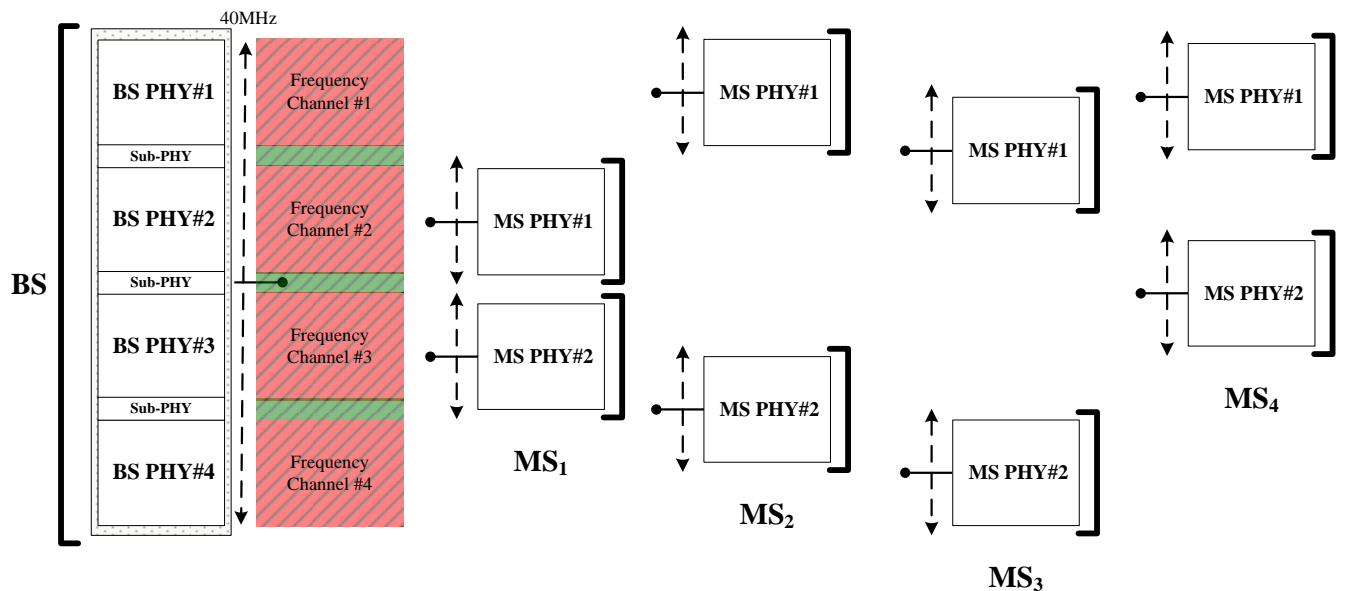 40MHz
BS
BS PHY#1
Sub-PHY
BS PHY#2
Sub-PHY
BS PHY#3
Sub-PHY
BS PHY#4
Frequency
Channel #1
Frequency
Channel #2
Frequency
Channel #3
Frequency
Channel #4
MS PHY#1
MS PHY#2
MS1
MS PHY#1
MS PHY#2
MS2
MS PHY#1
MS PHY#2
MS3
MS PHY#1
MS PHY#2
MS4